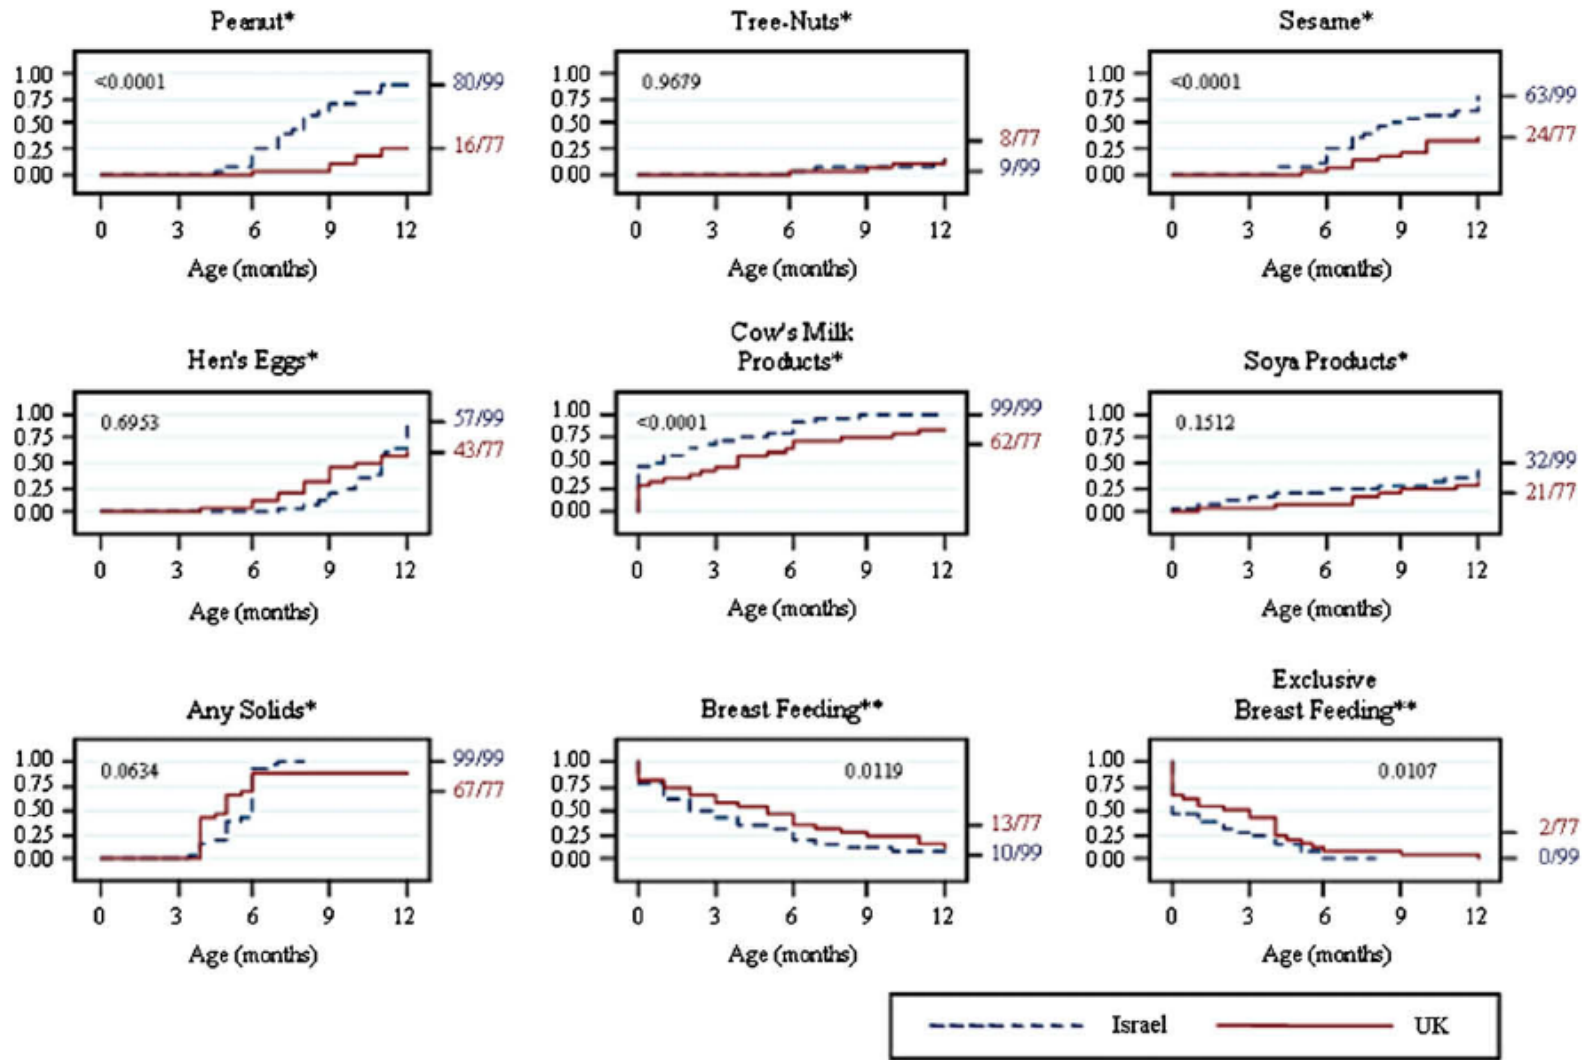 Peanut*
1.00
0.75
0.50
0.25
0.00
<0.0001
80/99
16/77
0 3 6 9 12
Age (months)
Tree-Nuts*
0.9679
8/77
9/99
0 3 6 9 12
Age (months)
Sesame*
1.00
0.75
0.50
0.25
0.00
<0.0001
63/99
24/77
0 3 6 9 12
Age (months)
Hen's Eggs*
1.00
0.75
0.50
0.25
0.00
0.6953
57/99
43/77
0 3 6 9 12
Age (months)
Cow's Milk
Products*
1.00
0.75
0.50
0.25
0.00
<0.0001
99/99
62/77
0 3 6 9 12
Age (months)
Soya Products*
1.00
0.75
0.50
0.25
0.00
0.1512
32/99
21/77
0 3 6 9 12
Age (months)
Any Solids*
1.00
0.75
0.50
0.25
0.00
0.0634
99/99
67/77
0 3 6 9 12
Age (months)
Breast Feeding**
1.00
0.75
0.50
0.25
0.00
0.0119
13/77
10/99
0 3 6 9 12
Age (months)
Exclusive
Breast Feeding**
1.00
0.75
0.50
0.25
0.00
0.0107
2/77
0/99
0 3 6 9 12
Age (months)
Israel UK